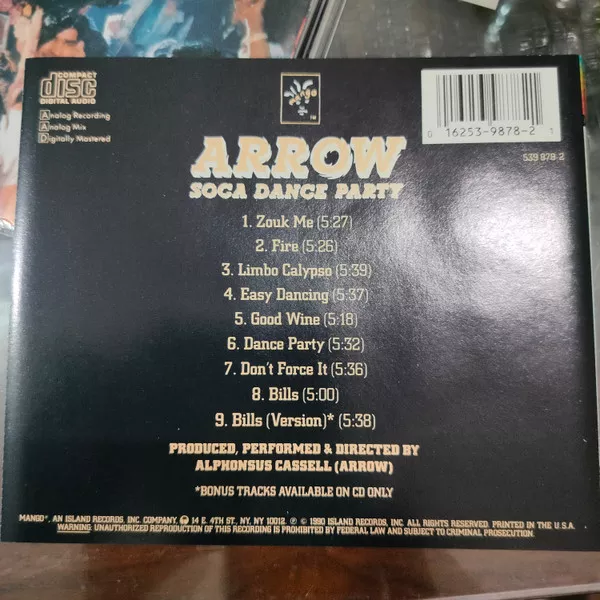 COMPACT
disc
DIGITAL AUDIO
A Analog Recording
A Analog Mix
D Digitally Mastered
mango
TM
0 16253-9878-2 1
539 878-2
ARROW
SOCA DANCE PARTY
1. Zouk Me (5:27)
2. Fire (5:26)
3. Limbo Calypso (5:39)
4. Easy Dancing (5:37)
5. Good Wine (5:18)
6. Dance Party (5:32)
7. Don't Force It (5:36)
8. Bills (5:00)
9. Bills (Version)* (5:38)
PRODUCED, PERFORMED & DIRECTED BY
ALPHONSUS CASSELL (ARROW)
*BONUS TRACKS AVAILABLE ON CD ONLY
MANGO®, AN ISLAND RECORDS, INC. COMPANY, 14 E. 4TH ST., NY, NY 10012. ℗ © 1990 ISLAND RECORDS, INC. ALL RIGHTS RESERVED. PRINTED IN THE U.S.A.
WARNING: UNAUTHORIZED REPRODUCTION OF THIS RECORDING IS PROHIBITED BY FEDERAL LAW AND SUBJECT TO CRIMINAL PROSECUTION.